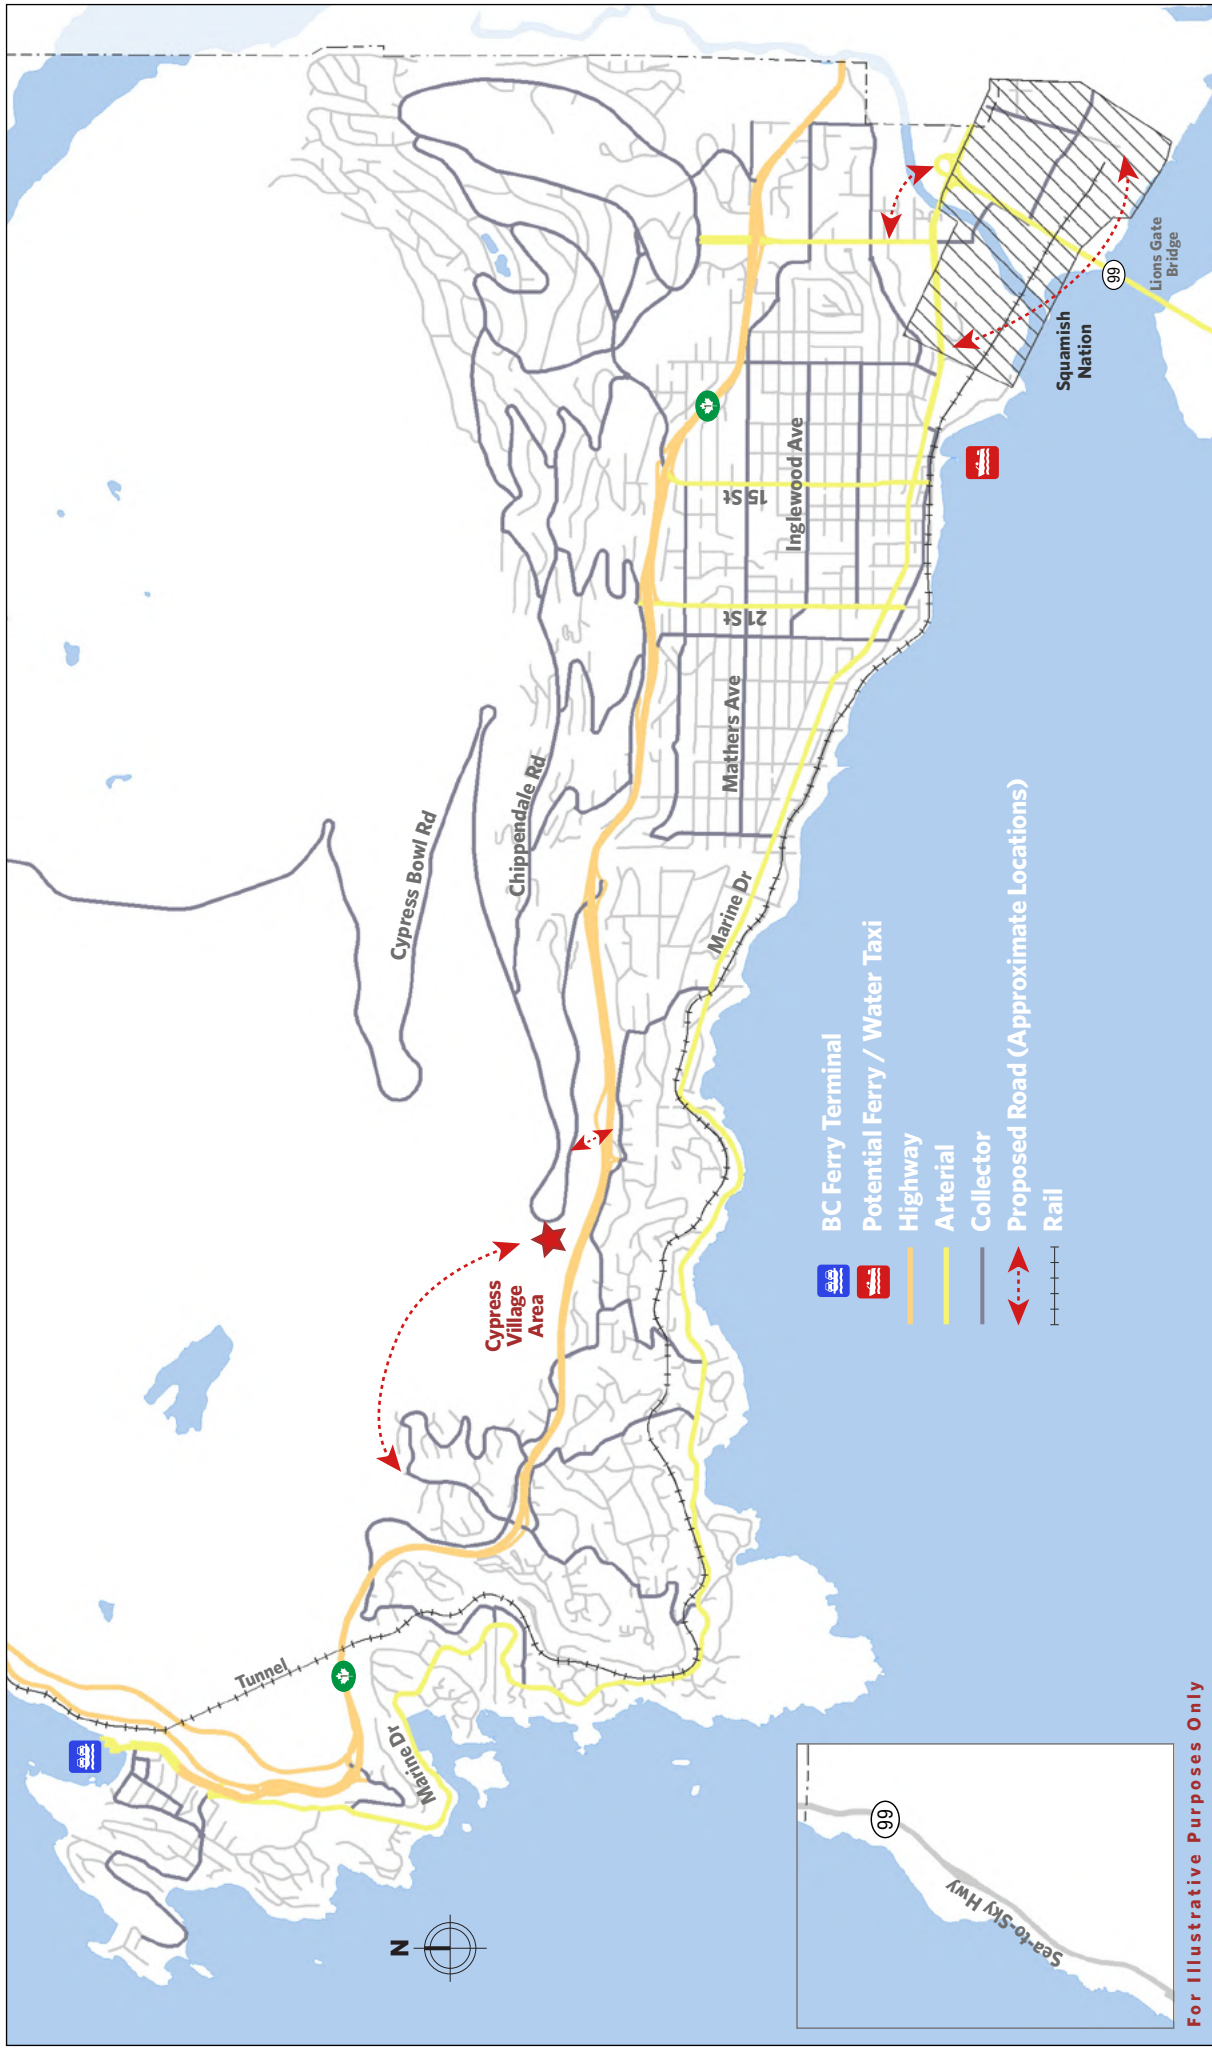 Tunnel
Marine Dr
N
Cypress Bowl Rd
Chippendale Rd
Cypress
Village
Area
Marine Dr
Mathers Ave
21 St
15 St
Inglewood Ave
Squamish
Nation
Lions Gate
Bridge
99
BC Ferry Terminal
Potential Ferry / Water Taxi
Highway
Arterial
Collector
Proposed Road (Approximate Locations)
Rail
99
Sea-to-Sky Hwy
For Illustrative Purposes Only